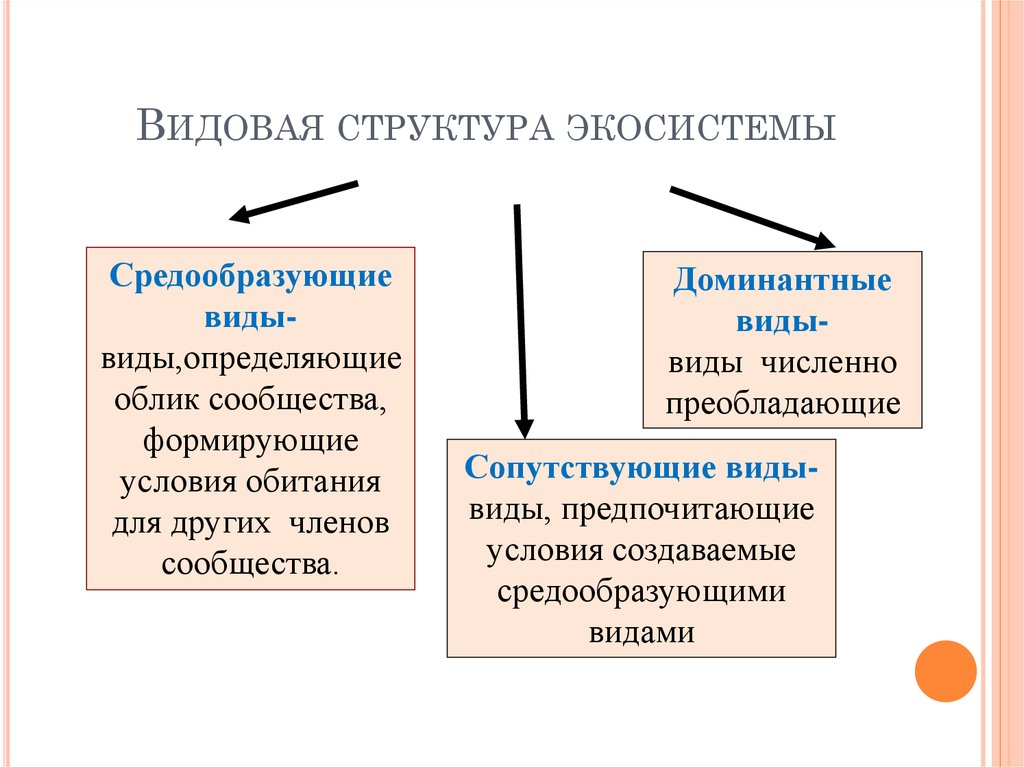 Видовая структура экосистемы
Средообразующие
виды-
виды,определяющие
облик сообщества,
формирующие
условия обитания
для других членов
сообщества.
Доминантные
виды-
виды численно
преобладающие
Сопутствующие виды-
виды, предпочитающие
условия создаваемые
средообразующими
видами